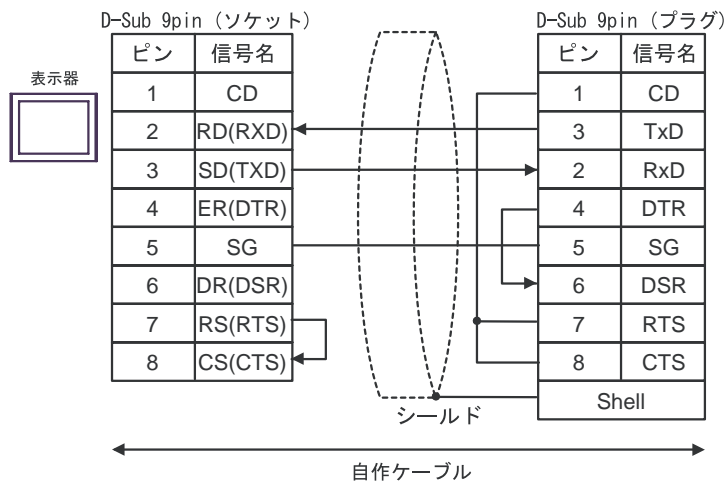 D-Sub 9pin (ソケット)
D-Sub 9pin (プラグ)
表示器
ピン 信号名
1 CD
2 RD(RXD)
3 SD(TXD)
4 ER(DTR)
5 SG
6 DR(DSR)
7 RS(RTS)
8 CS(CTS)
ピン 信号名
1 CD
3 TxD
2 RxD
4 DTR
5 SG
6 DSR
7 RTS
8 CTS
Shell
シールド
自作ケーブル